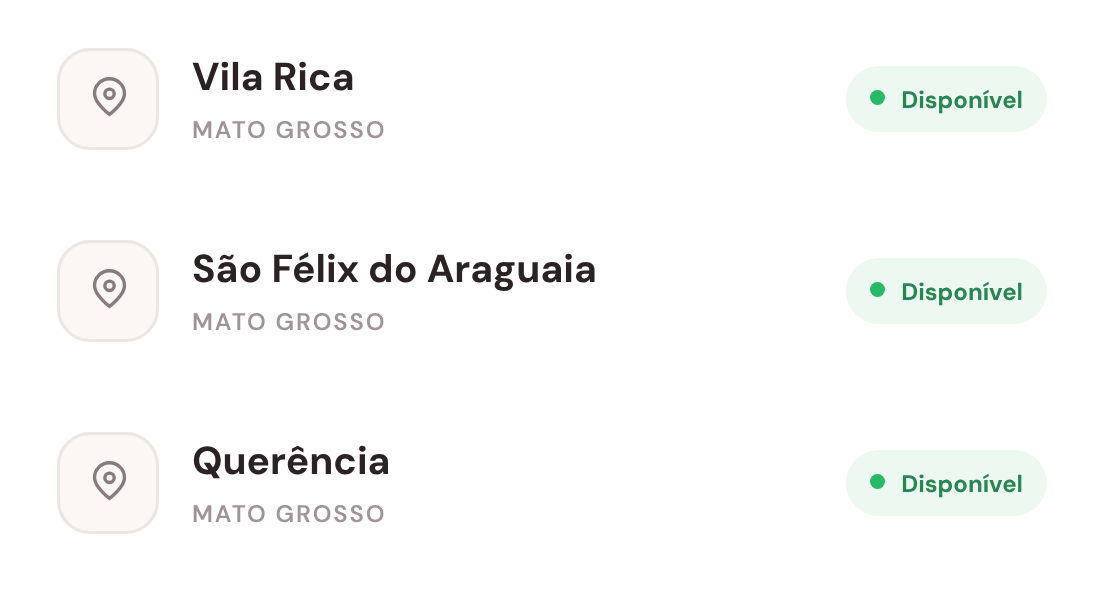 Vila Rica
MATO GROSSO
Disponível
São Félix do Araguaia
MATO GROSSO
Disponível
Querência
MATO GROSSO
Disponível